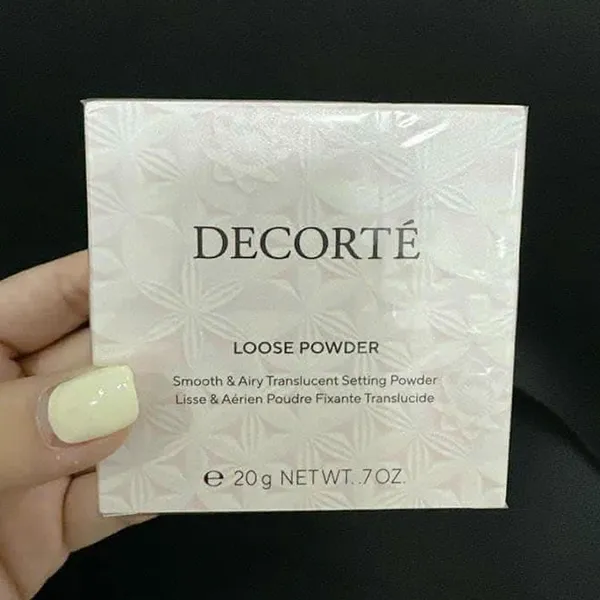 DECORTÉ
LOOSE POWDER
Smooth & Airy Translucent Setting Powder
Lisse & Aérien Poudre Fixante Translucide
℮ 20g NET WT. .7 OZ.